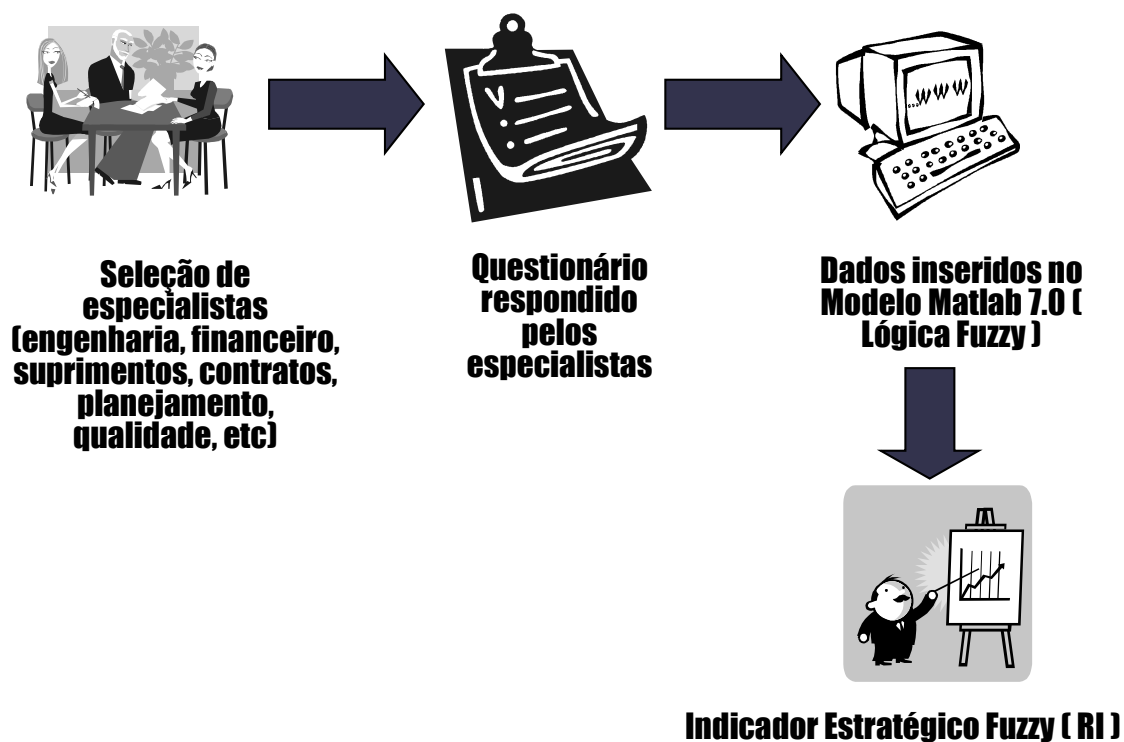 ...WWW
Seleção de
especialistas
(engenharia, financeiro,
suprimentos, contratos,
planejamento,
qualidade, etc)
Questionário
respondido
pelos
especialistas
Dados inseridos no
Modelo Matlab 7.0 (
Lógica Fuzzy )
Indicador Estratégico Fuzzy ( RI )